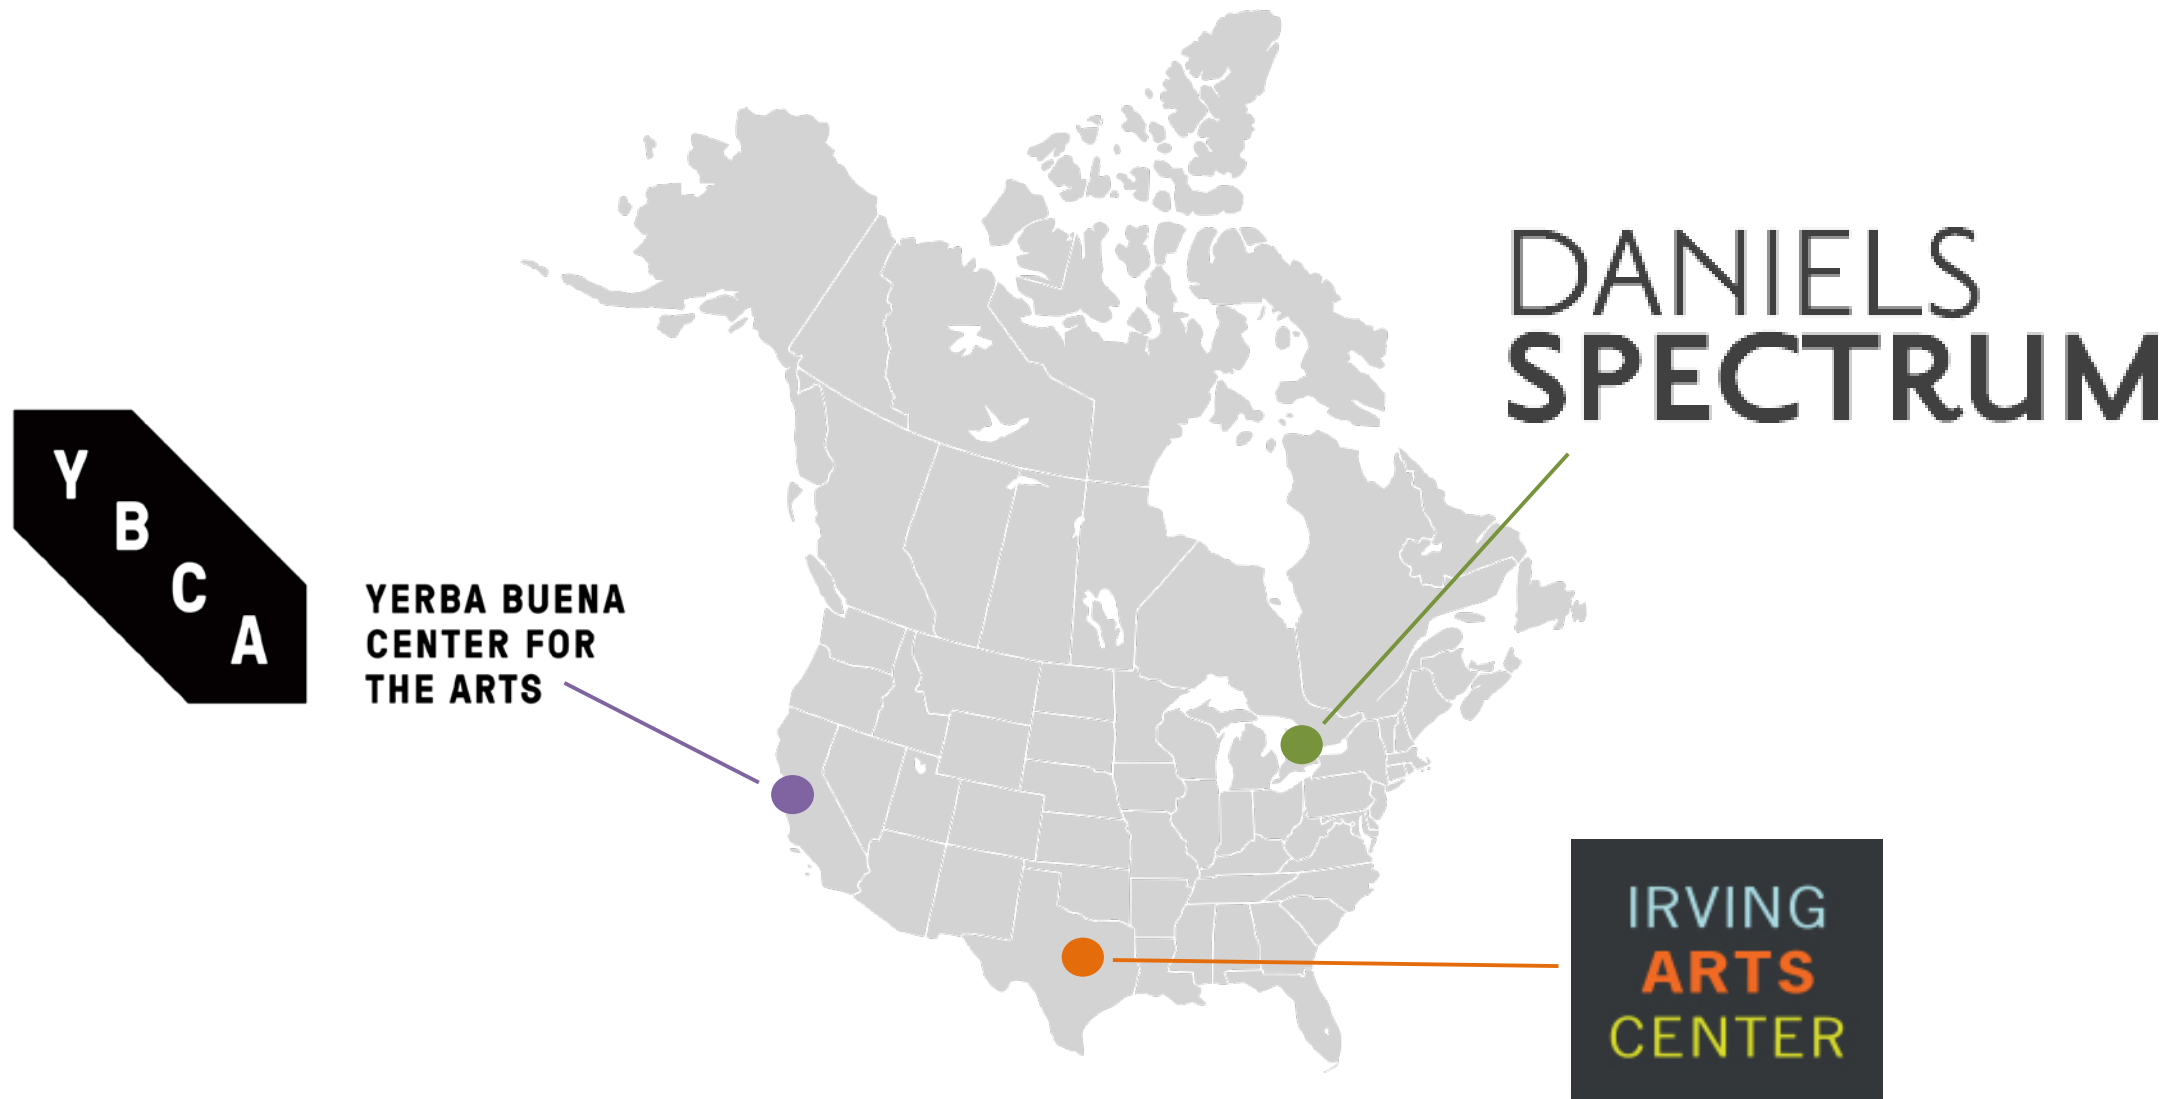 DANIELS
SPECTRUM
Y
B
C
A
YERBA BUENA
CENTER FOR
THE ARTS
IRVING
ARTS
CENTER